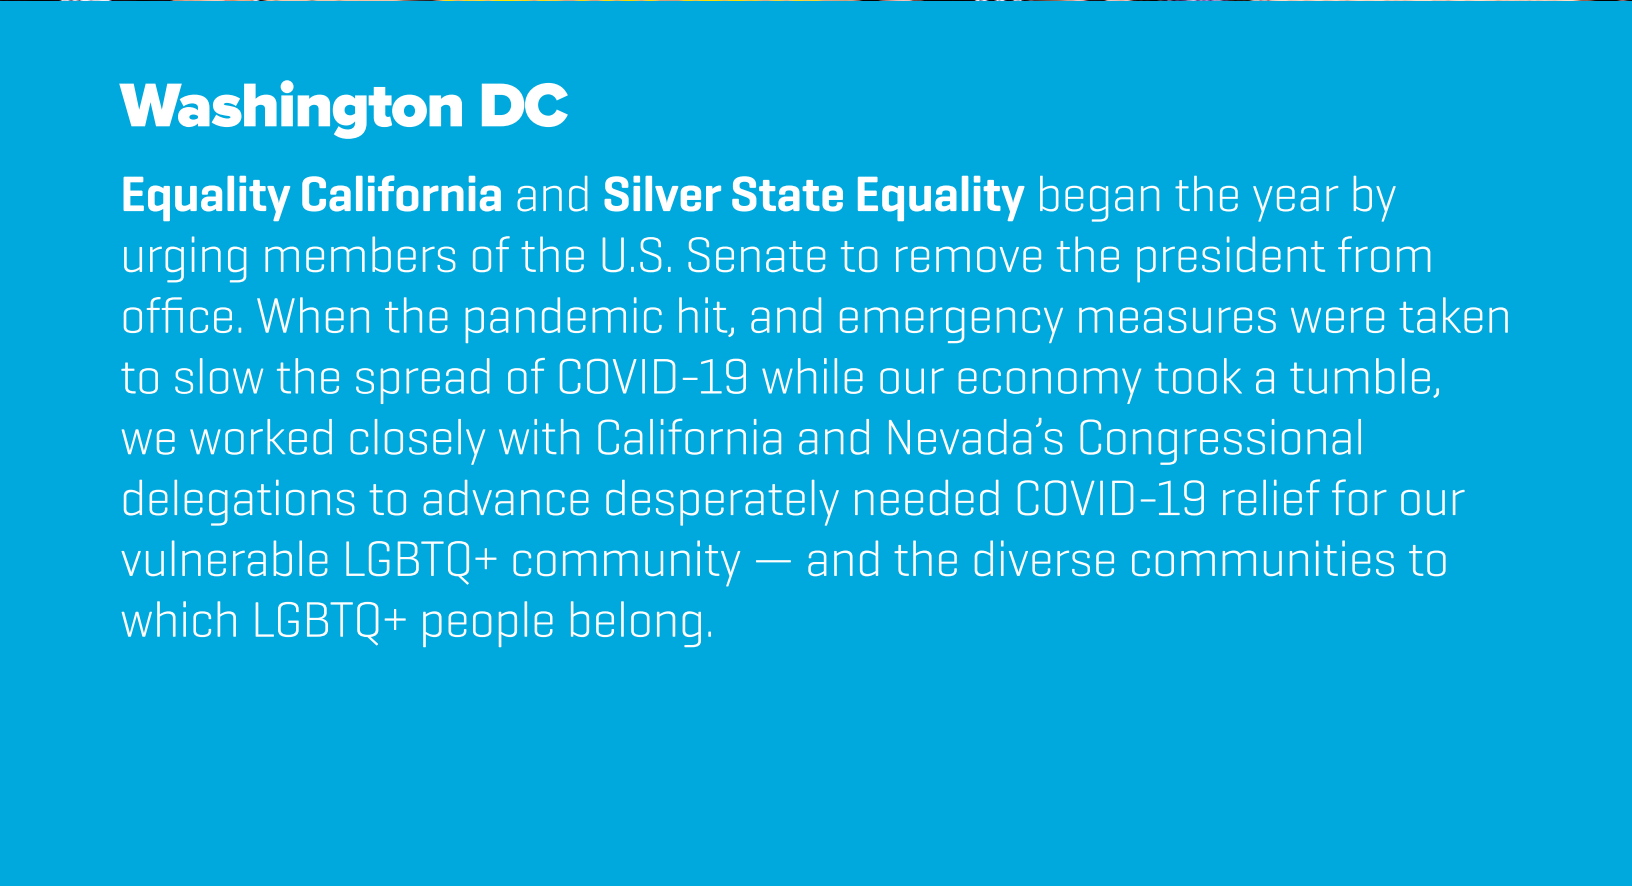 Washington DC
Equality California and Silver State Equality began the year by
urging members of the U.S. Senate to remove the president from
office. When the pandemic hit, and emergency measures were taken
to slow the spread of COVID-19 while our economy took a tumble,
we worked closely with California and Nevada’s Congressional
delegations to advance desperately needed COVID-19 relief for our
vulnerable LGBTQ+ community — and the diverse communities to
which LGBTQ+ people belong.